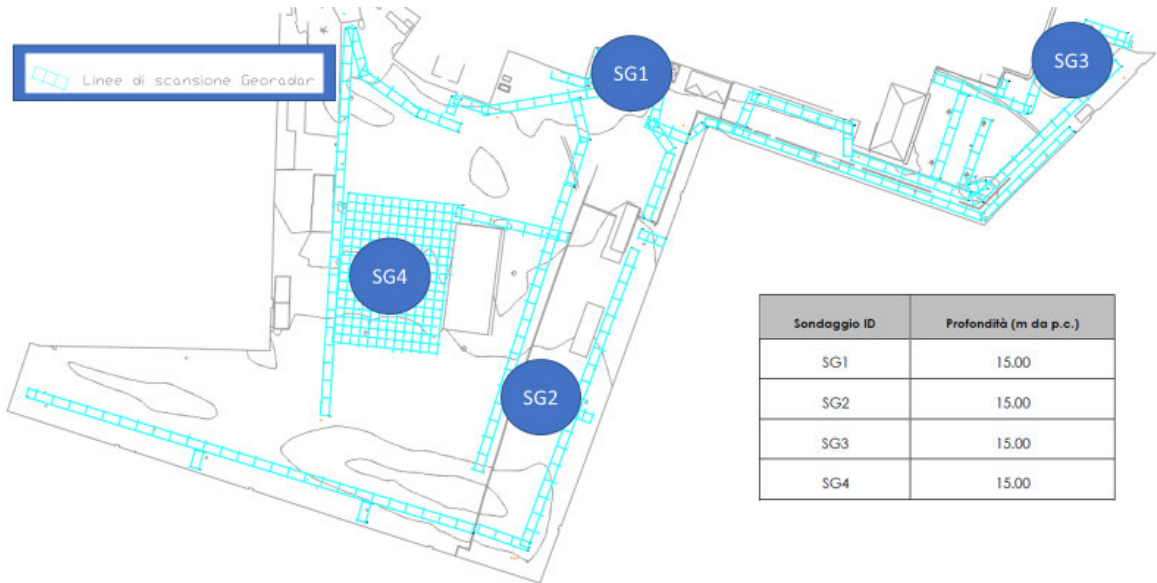 SG1
SG3
Linee di scansione Georadar
SG4
SG2
Sondaggio ID Profondità (m da p.c.)
SG1 15.00
SG2 15.00
SG3 15.00
SG4 15.00